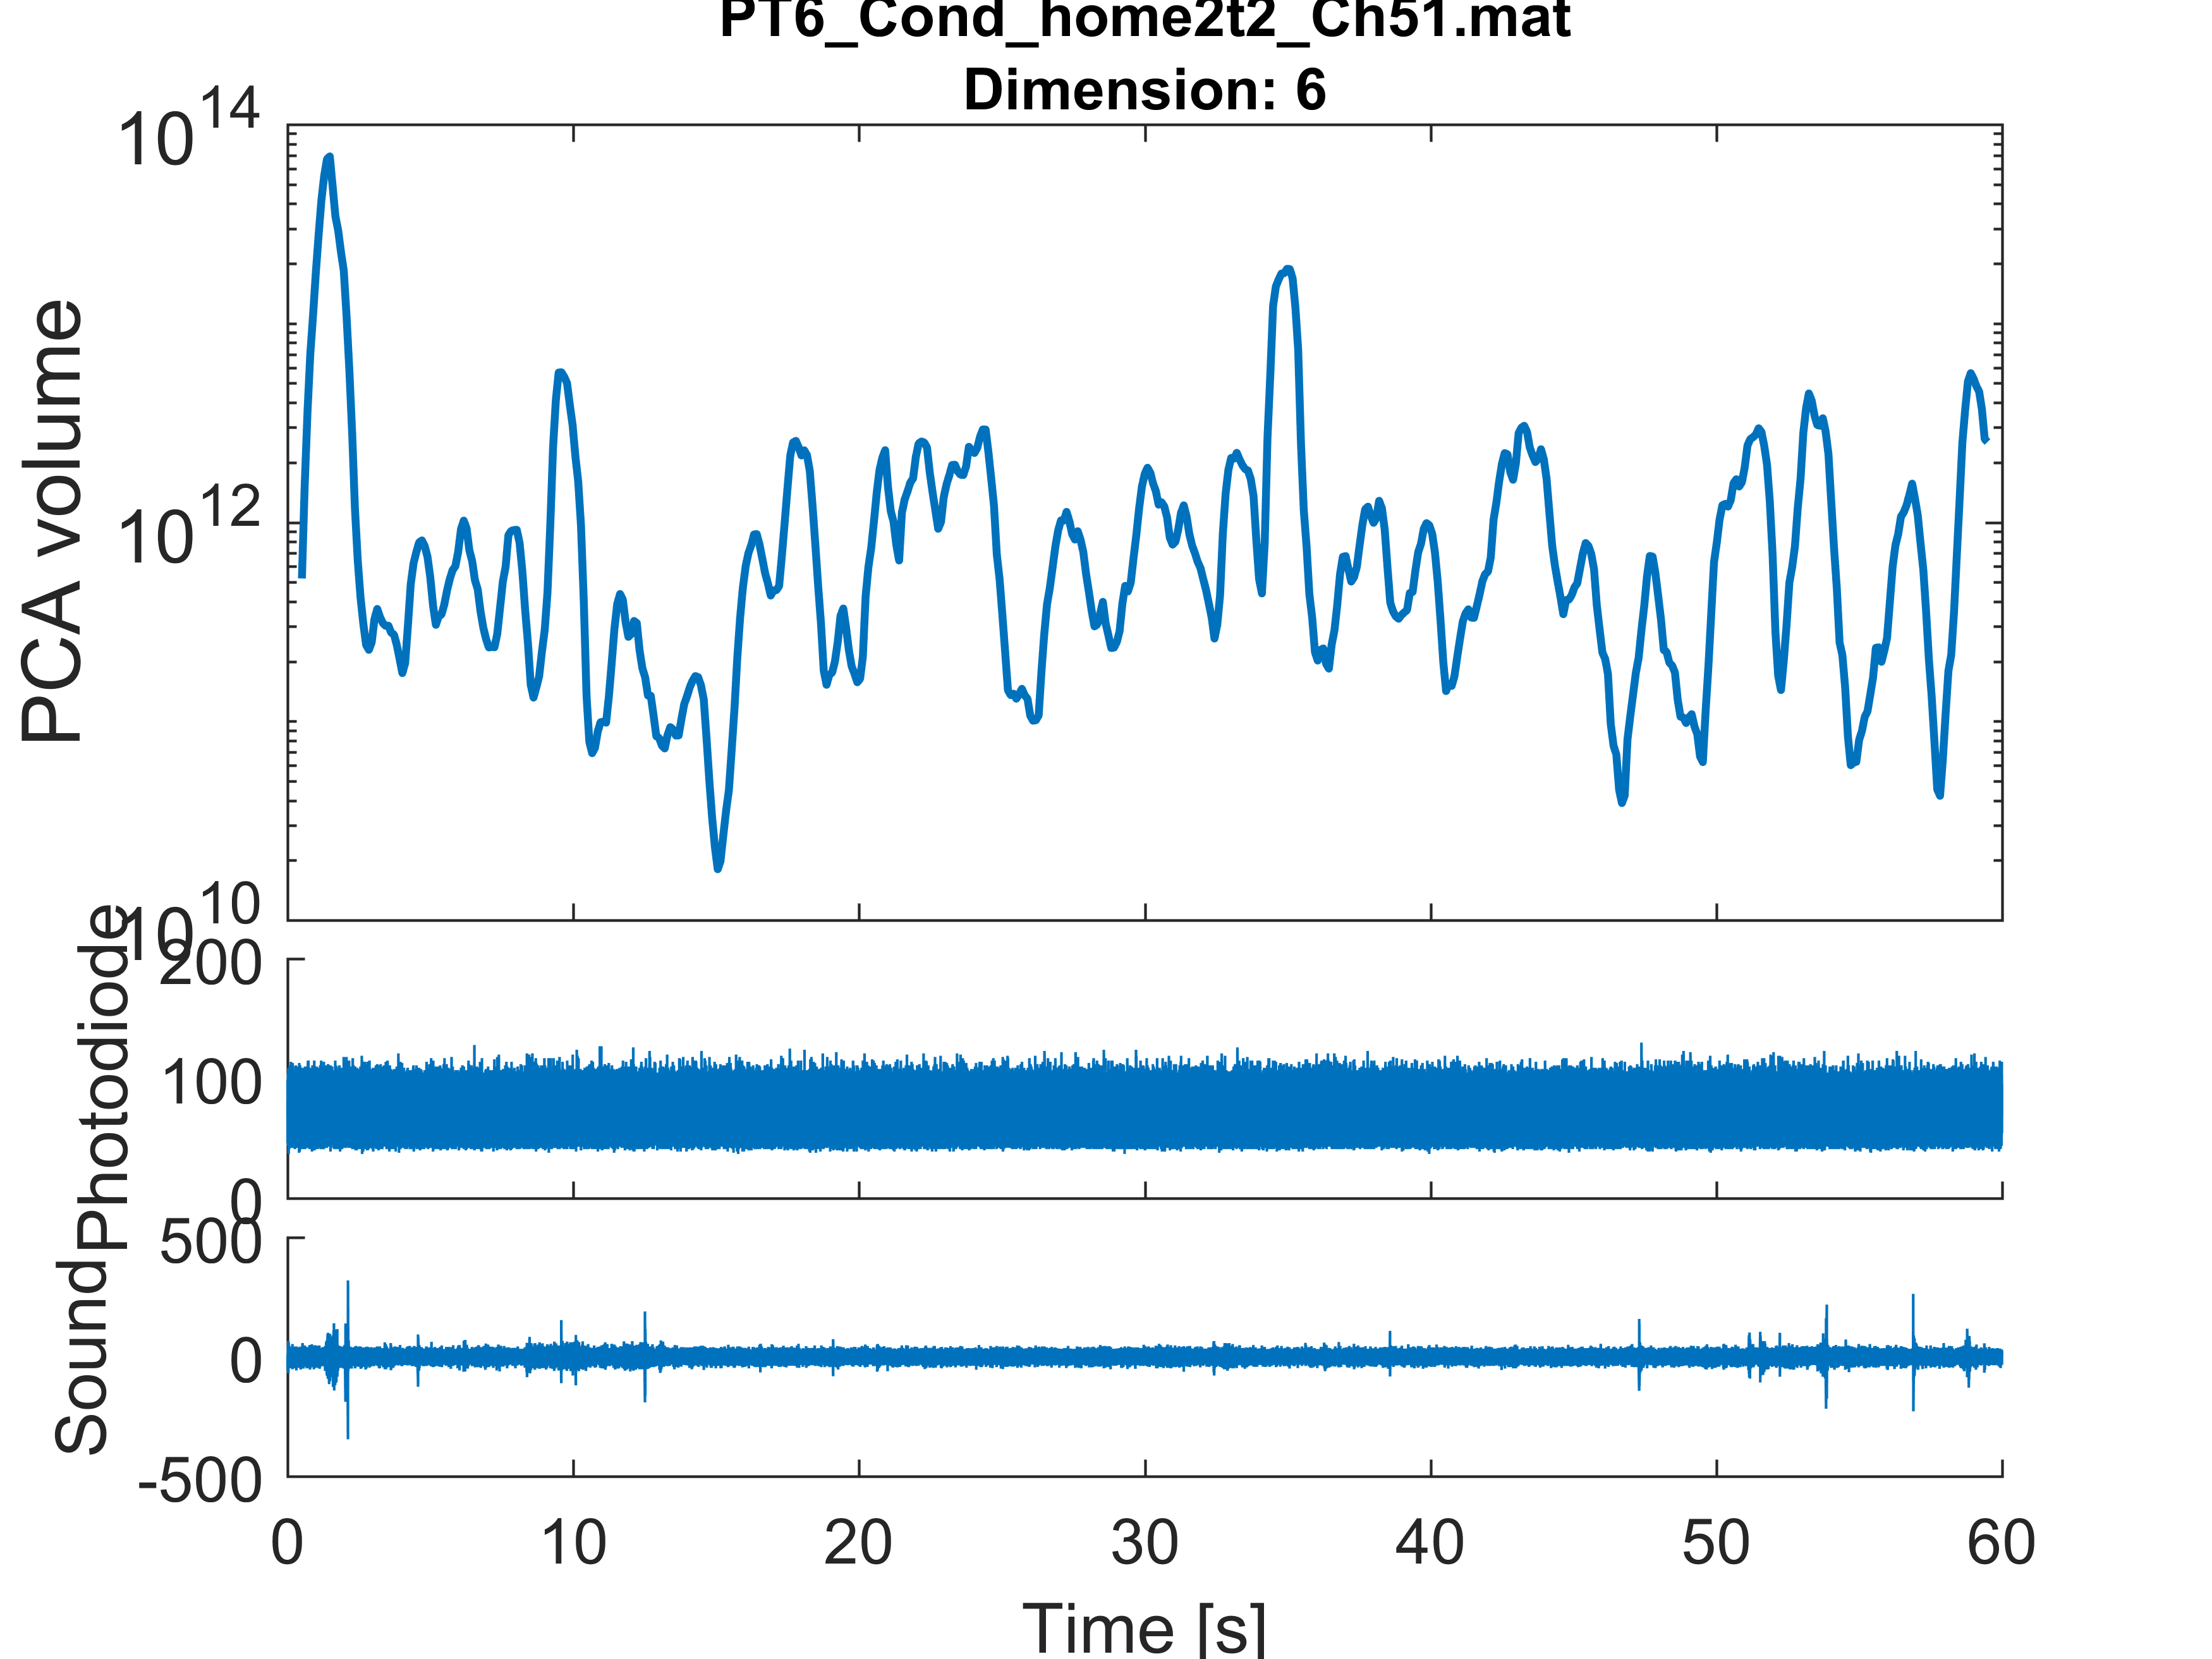 PT6_Cond_home2t2_Ch51.mat
Dimension: 6
PCA volume
10^14
10^12
10^10
Photodiode
200
100
0
Sound
500
0
-500
0 10 20 30 40 50 60
Time [s]